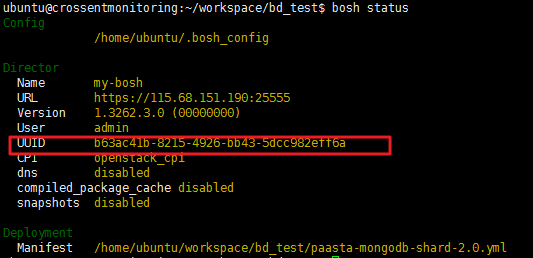 ubuntu@crossentmonitoring:~/workspace/bd_test$ bosh status
Config
/home/ubuntu/.bosh_config
Director
Name my-bosh
URL https://115.68.151.190:25555
Version 1.3262.3.0 (00000000)
User admin
UUID b63ac41b-8215-4926-bb43-5dcc982eff6a
CPI openstack_cpi
dns disabled
compiled_package_cache disabled
snapshots disabled
Deployment
Manifest /home/ubuntu/workspace/bd_test/paasta-mongodb-shard-2.0.yml